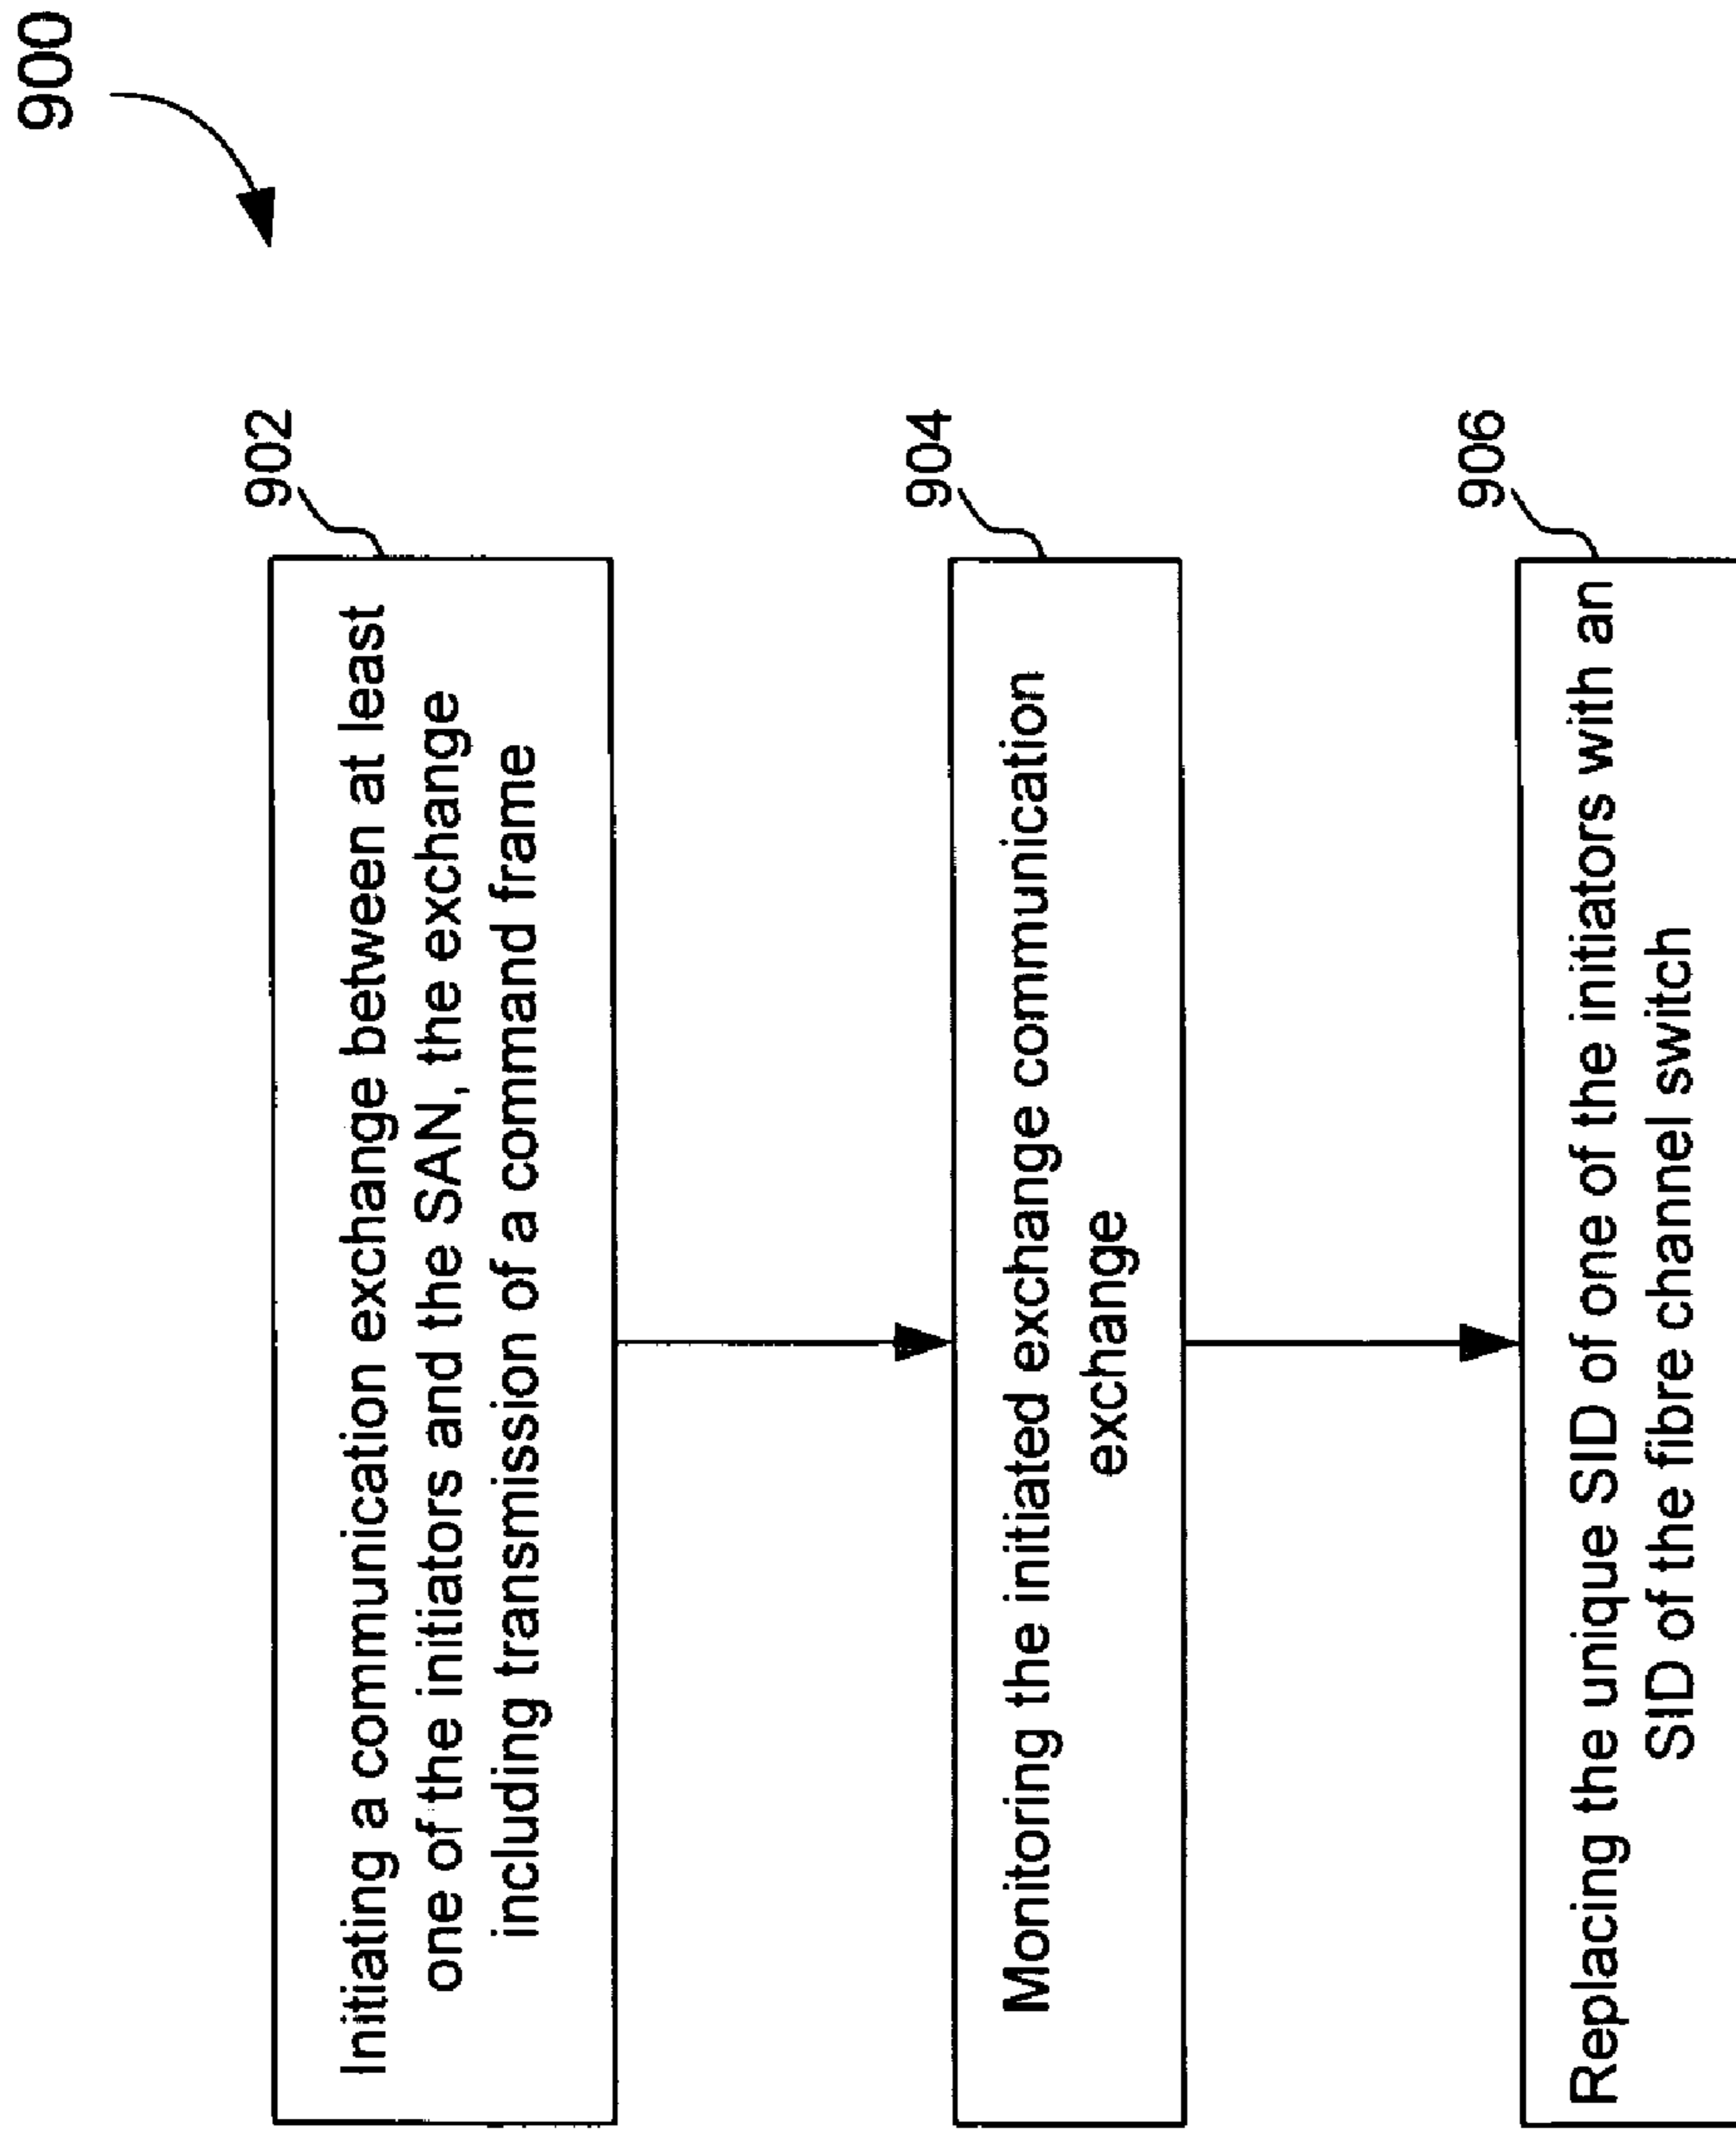 900
902
Initiating a communication exchange between at least
one of the initiators and the SAN, the exchange
including transmission of a command frame
904
Monitoring the initiated exchange communication
exchange
906
Replacing the unique SID of one of the initiators with an
SID of the fibre channel switch